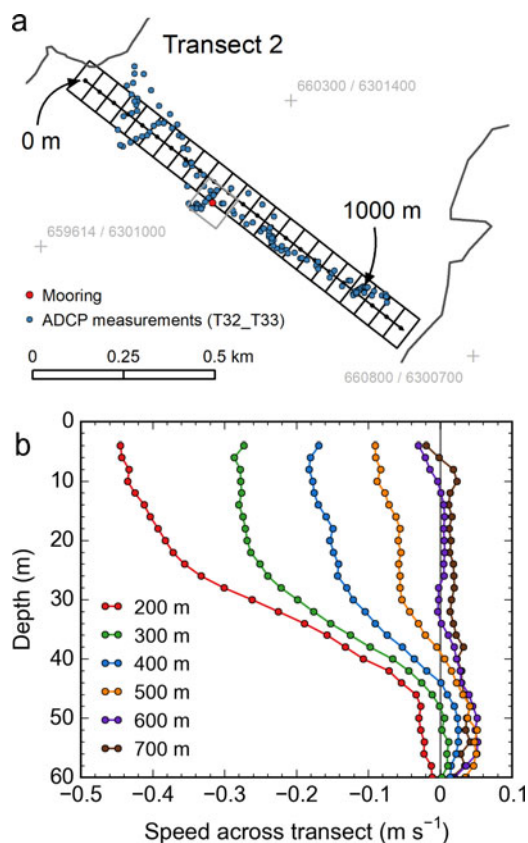 a
Transect 2
660300 / 6301400
0 m
1000 m
659614 / 6301000
Mooring
ADCP measurements (T32_T33)
0 0.25 0.5 km
660800 / 6300700
b
0
10
20
30
40
50
60
Depth (m)
200 m
300 m
400 m
500 m
600 m
700 m
−0.5 −0.4 −0.3 −0.2 −0.1 0 0.1
Speed across transect (m s⁻¹)